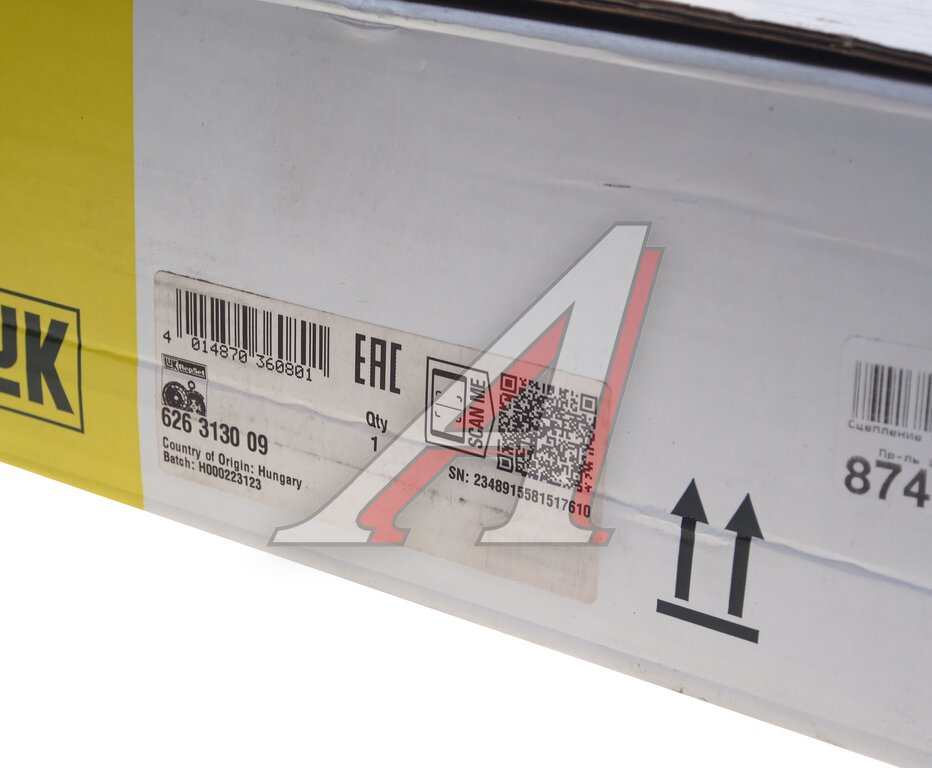 LUK
4 014870 360801
EAC
LUK RepSet
626 3130 09
Qty
1
Country of Origin: Hungary
Batch: H000223123
SCAN ME
SN: 2348915581517610
Сцепление
Пр-ль
874